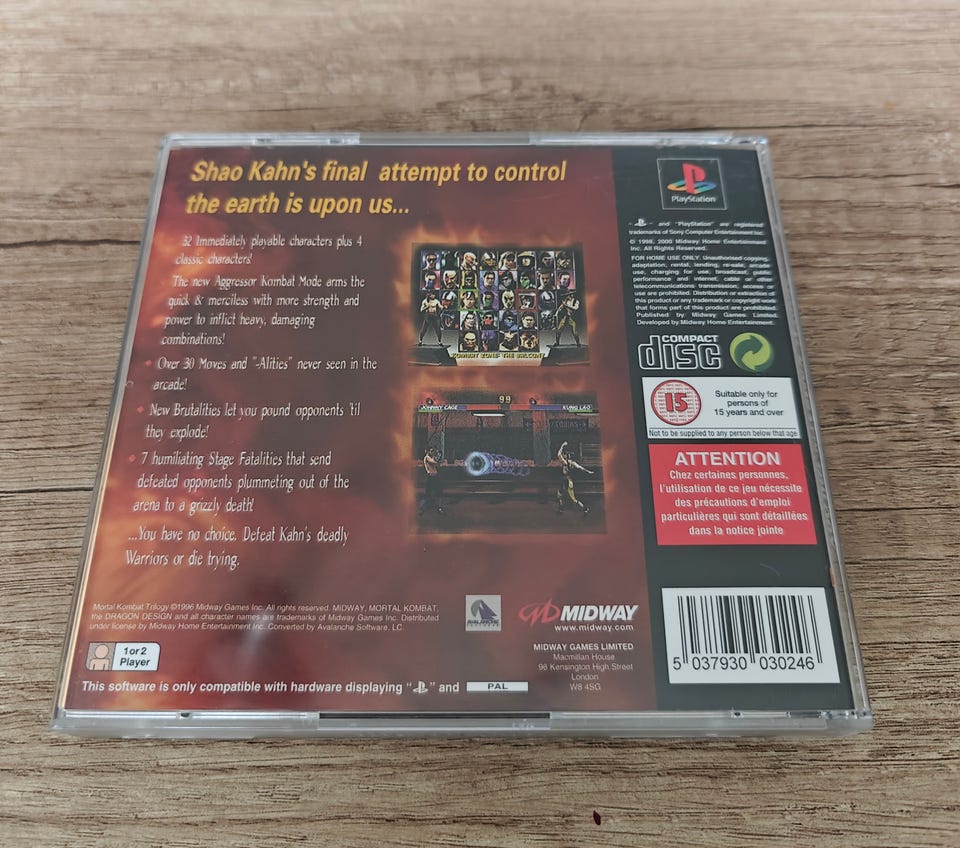 Shao Kahn's final attempt to control
the earth is upon us...
32 Immediately playable characters plus 4
classic characters!
The new Aggressor Kombat Mode arms the
quick & merciless with more strength and
power to inflict heavy, damaging
combinations!
Over 30 Moves and "-Alities" never seen in the
arcade!
New Brutalities let you pound opponents 'til
they explode!
7 humiliating Stage Fatalities that send
defeated opponents plummeting out of the
arena to a grizzly death!
...You have no choice. Defeat Kahn's deadly
Warriors or die trying.
KOMBAT ZONE: THE BALCONY
99
JOHNNY CAGE
KUNG LAO
Mortal Kombat Trilogy ©1996 Midway Games Inc. All rights reserved. MIDWAY, MORTAL KOMBAT,
the DRAGON DESIGN and all character names are trademarks of Midway Games Inc. Distributed
under license by Midway Home Entertainment Inc. Converted by Avalanche Software, LC.
1 or 2
Player
This software is only compatible with hardware displaying " " and PAL
AVALANCHE
SOFTWARE
MIDWAY
www.midway.com
MIDWAY GAMES LIMITED
Macmillan House
96 Kensington High Street
London
W8 4SG
PlayStation
" " and "PlayStation" are registered
trademarks of Sony Computer Entertainment Inc.
© 1998, 2000 Midway Home Entertainment
Inc. All Rights Reserved.
FOR HOME USE ONLY. Unauthorised copying,
adaptation, rental, lending, re-sale, arcade
use, charging for use, broadcast, public
performance and internet, cable or other
telecommunications transmission, access or
use are prohibited. Distribution or extraction of
this product or any trademark or copyright work
that forms part of this product are prohibited.
Published by Midway Games Limited.
Developed by Midway Home Entertainment.
COMPACT
disc
15
Suitable only for
persons of
15 years and over
Not to be supplied to any person below that age
ATTENTION
Chez certaines personnes,
l'utilisation de ce jeu nécessite
des précautions d'emploi
particulières qui sont détaillées
dans la notice jointe
5 037930 030246